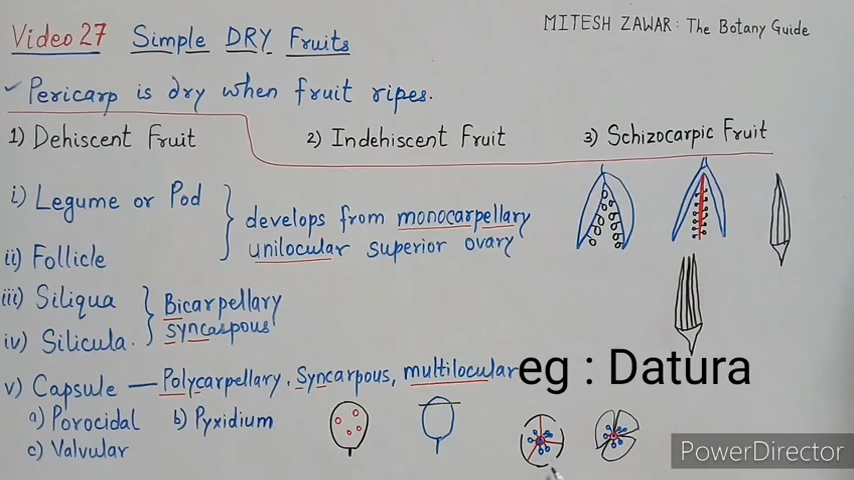 Video 27 Simple DRY Fruits
MITESH ZAWAR: The Botany Guide
Pericarp is dry when fruit ripes.
1) Dehiscent Fruit 2) Indehiscent Fruit 3) Schizocarpic Fruit
i) Legume or Pod
develops from monocarpellary
unilocular superior ovary
ii) Follicle
iii) Siliqua
Bicarpellary
syncarpous
iv) Silicula.
v) Capsule — Polycarpellary. Syncarpous, multilocular
eg : Datura
a) Porocidal b) Pyxidium
c) Valvular
PowerDirector